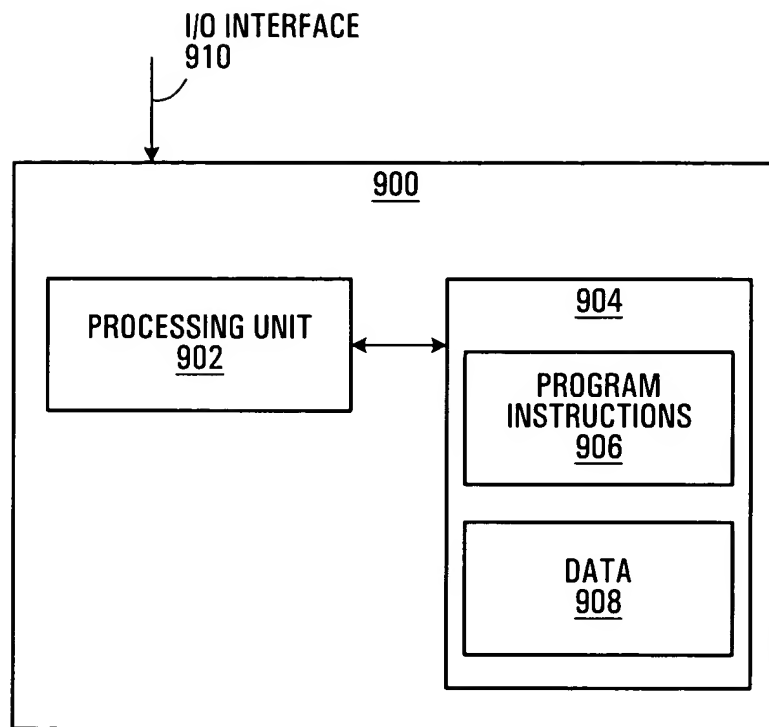 I/O INTERFACE
910
900
PROCESSING UNIT
902
904
PROGRAM
INSTRUCTIONS
906
DATA
908